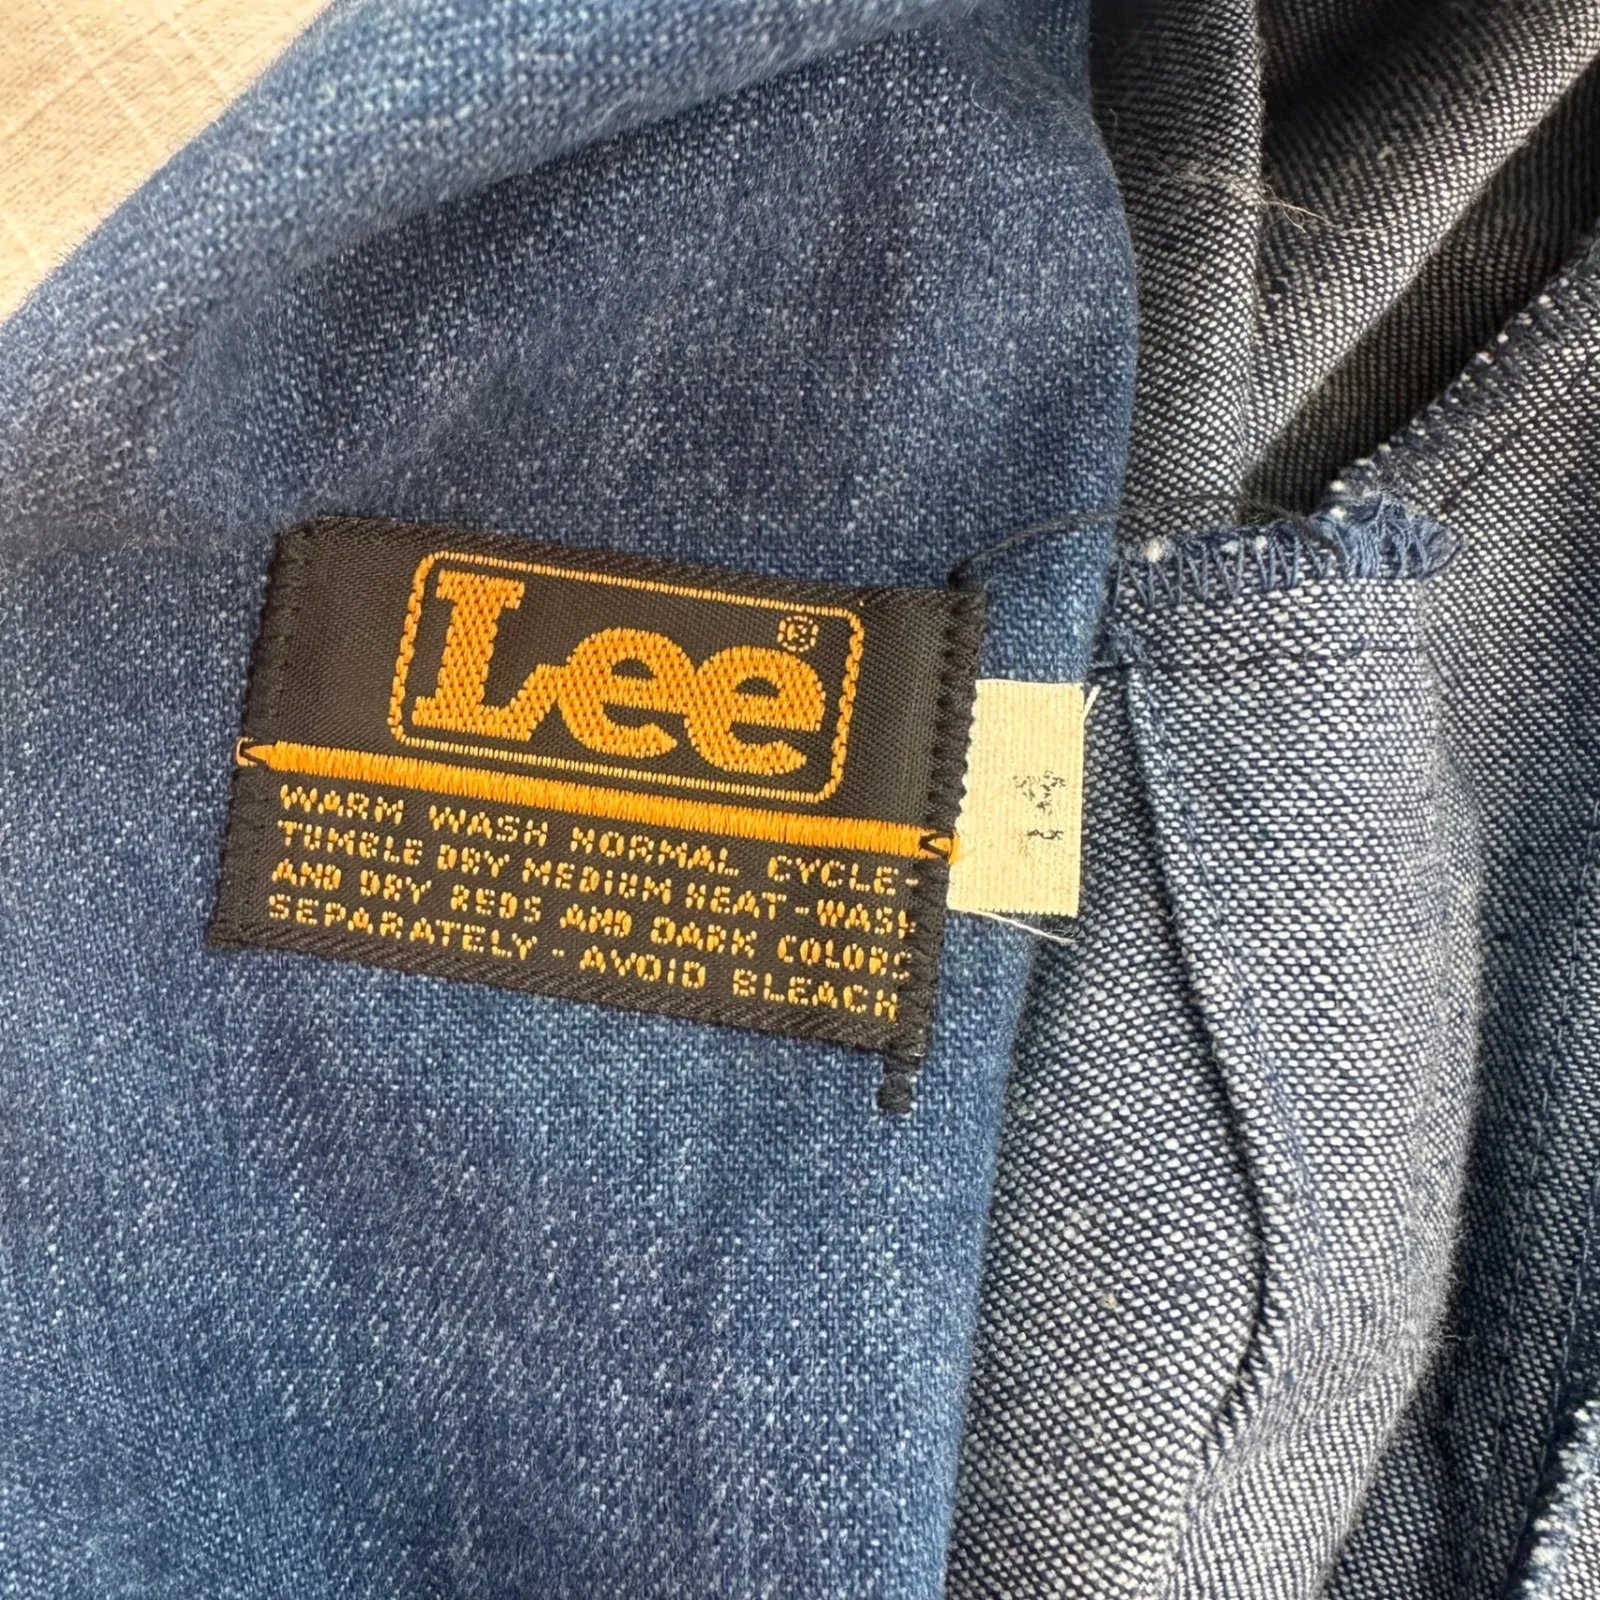 Lee®
WARM WASH NORMAL CYCLE-
TUMBLE DRY MEDIUM HEAT-WASH
AND DRY REDS AND DARK COLORS
SEPARATELY - AVOID BLEACH